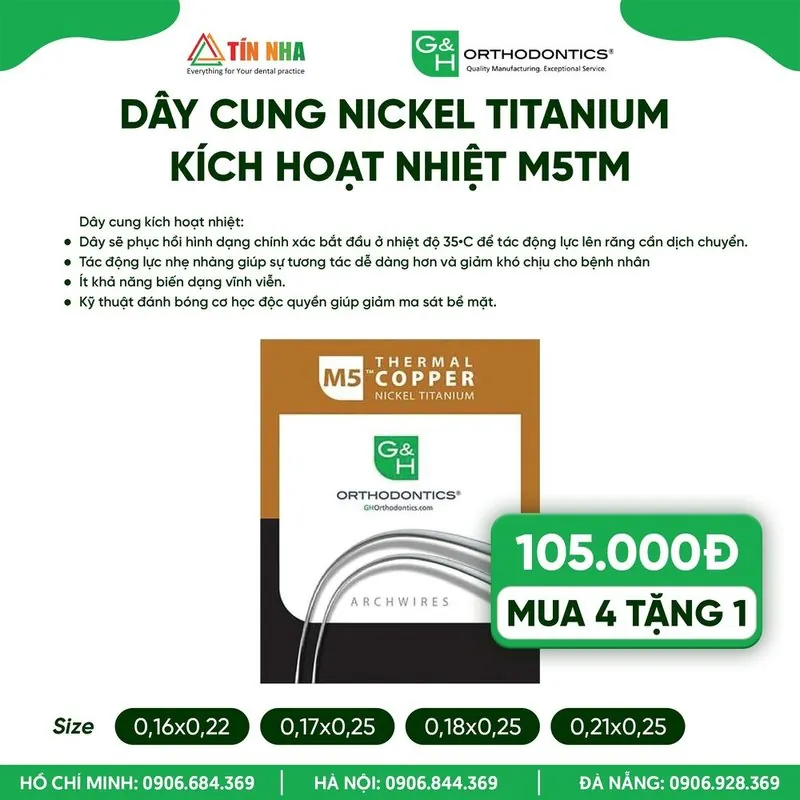 TÍN NHA
Everything for Your dental practice
G&H
ORTHODONTICS®
Quality Manufacturing. Exceptional Service.
DÂY CUNG NICKEL TITANIUM
KÍCH HOẠT NHIỆT M5TM
Dây cung kích hoạt nhiệt:
• Dây sẽ phục hồi hình dạng chính xác bắt đầu ở nhiệt độ 35•C để tác động lực lên răng cần dịch chuyển.
• Tác động lực nhẹ nhàng giúp sự tương tác dễ dàng hơn và giảm khó chịu cho bệnh nhân
• Ít khả năng biến dạng vĩnh viễn.
• Kỹ thuật đánh bóng cơ học độc quyền giúp giảm ma sát bề mặt.
M5™
THERMAL
COPPER
NICKEL TITANIUM
G&H
ORTHODONTICS®
GHOrthodontics.com
ARCHWIRES
105.000Đ
MUA 4 TẶNG 1
Size 0,16x0,22 0,17x0,25 0,18x0,25 0,21x0,25
HỒ CHÍ MINH: 0906.684.369 | HÀ NỘI: 0906.844.369 | ĐÀ NẴNG: 0906.928.369